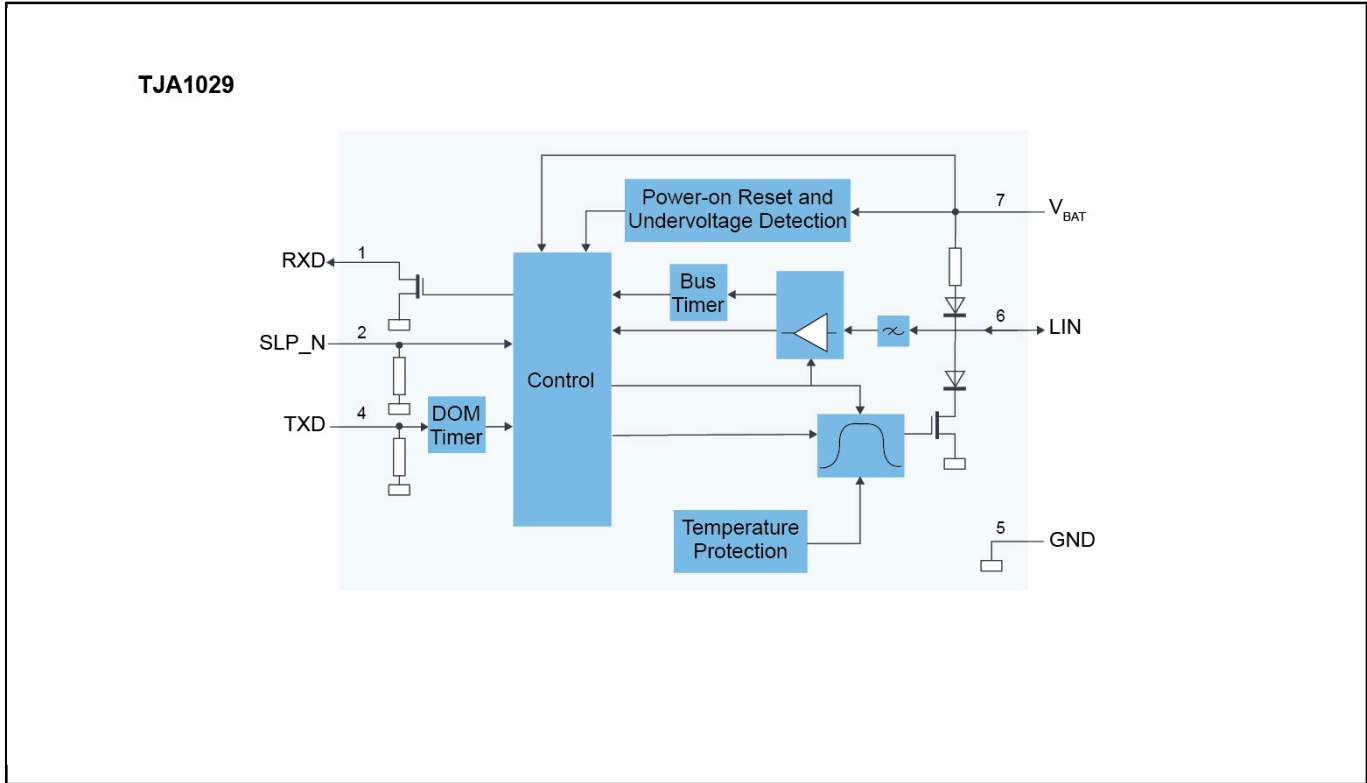 TJA1029
Power-on Reset and
Undervoltage Detection
7
V_BAT
RXD
1
Bus
Timer
6
LIN
SLP_N
2
Control
TXD
4
DOM
Timer
Temperature
Protection
5
GND